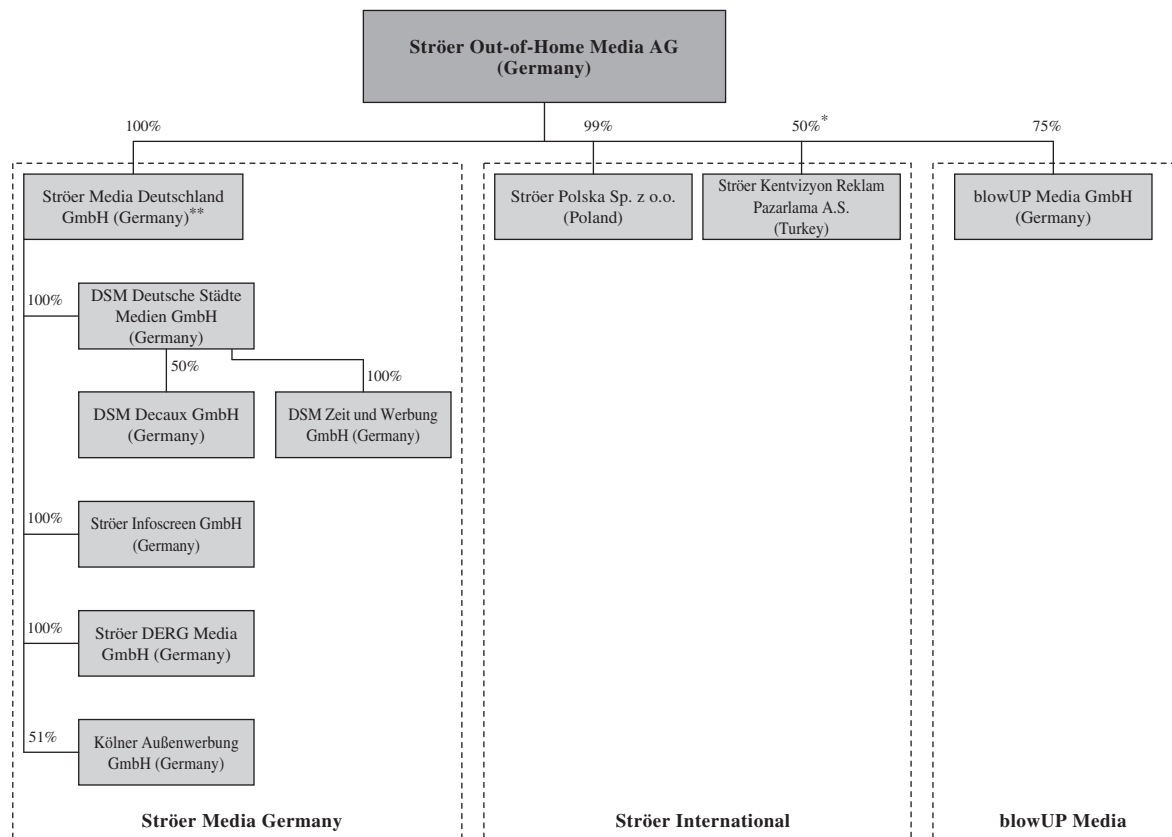 Ströer Out-of-Home Media AG
(Germany)
100%
99%
50%*
75%
Ströer Media Deutschland
GmbH (Germany)**
Ströer Polska Sp. z o.o.
(Poland)
Ströer Kentvizyon Reklam
Pazarlama A.S.
(Turkey)
blowUP Media GmbH
(Germany)
100%
DSM Deutsche Städte
Medien GmbH
(Germany)
50%
100%
DSM Decaux GmbH
(Germany)
DSM Zeit und Werbung
GmbH (Germany)
100%
Ströer Infoscreen GmbH
(Germany)
100%
Ströer DERG Media
GmbH (Germany)
51%
Kölner Außenwerbung
GmbH (Germany)
Ströer Media Germany
Ströer International
blowUP Media